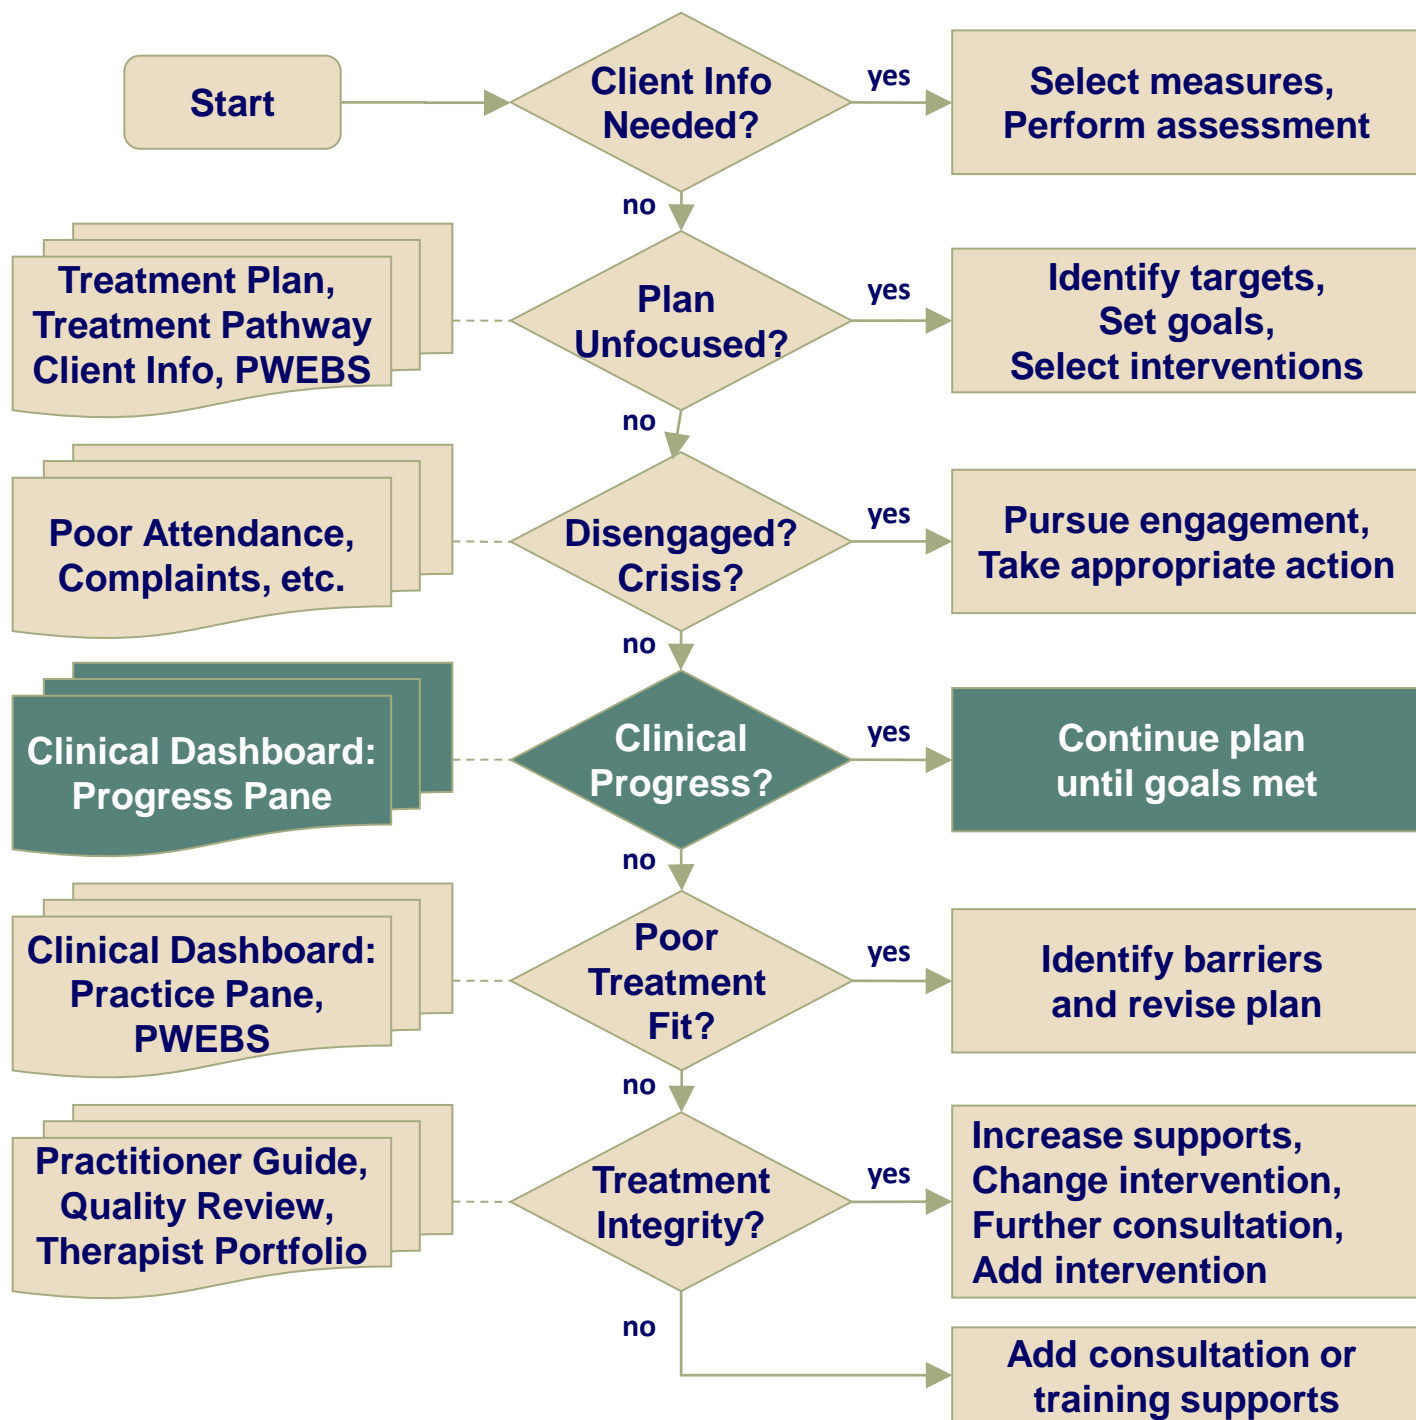 Start
Client Info
Needed?
yes
Select measures,
Perform assessment
no
Treatment Plan,
Treatment Pathway
Client Info, PWEBS
Plan
Unfocused?
yes
Identify targets,
Set goals,
Select interventions
no
Poor Attendance,
Complaints, etc.
Disengaged?
Crisis?
yes
Pursue engagement,
Take appropriate action
no
Clinical Dashboard:
Progress Pane
Clinical
Progress?
yes
Continue plan
until goals met
no
Clinical Dashboard:
Practice Pane,
PWEBS
Poor
Treatment
Fit?
yes
Identify barriers
and revise plan
no
Practitioner Guide,
Quality Review,
Therapist Portfolio
Treatment
Integrity?
yes
Increase supports,
Change intervention,
Further consultation,
Add intervention
no
Add consultation or
training supports